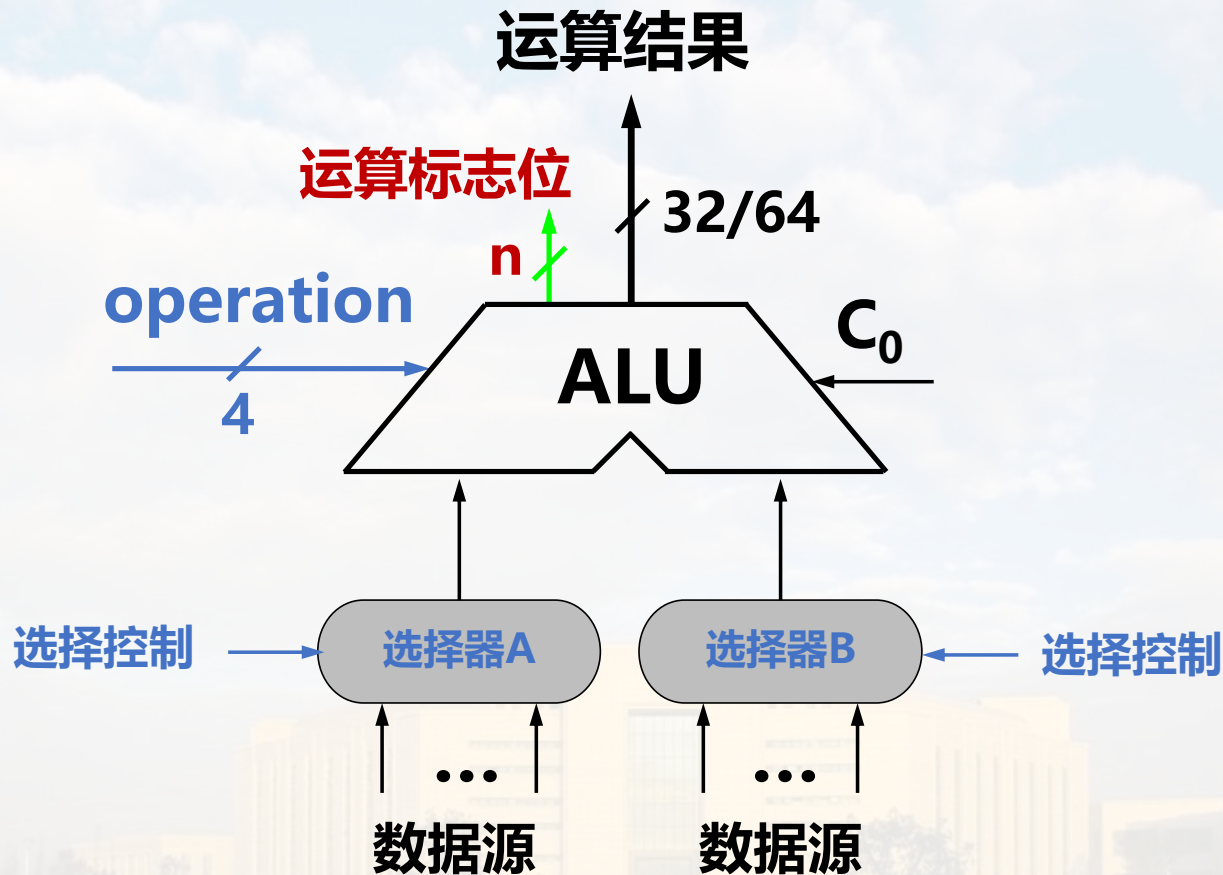 运算结果
运算标志位
32/64
n
operation
C₀
ALU
4
选择控制
选择器A
选择器B
选择控制
...
...
数据源
数据源